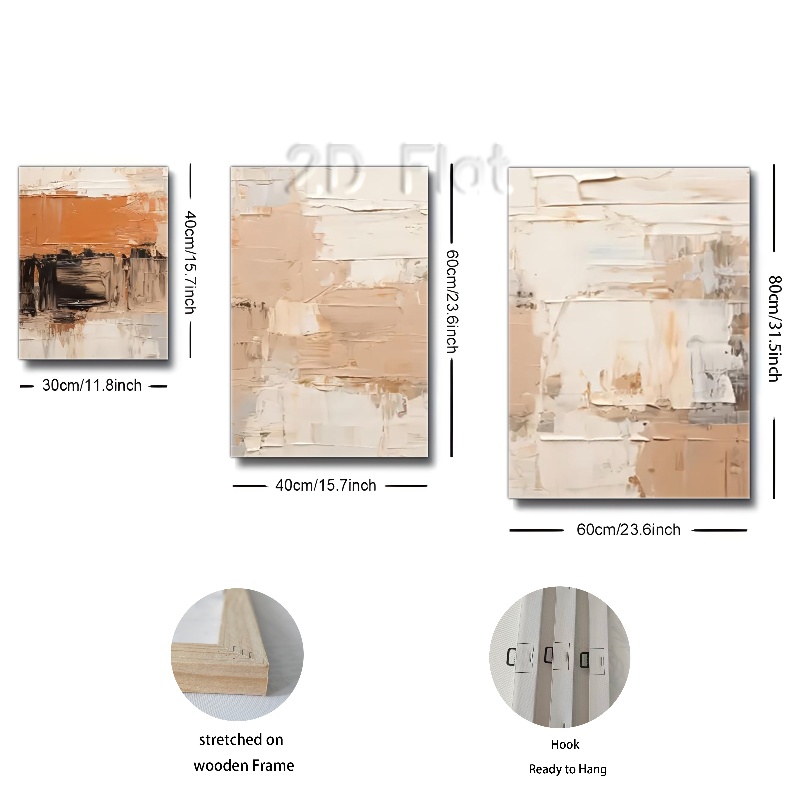 2D Flat
40cm/15.7inch
30cm/11.8inch
60cm/23.6inch
40cm/15.7inch
80cm/31.5inch
60cm/23.6inch
stretched on
wooden Frame
Hook
Ready to Hang